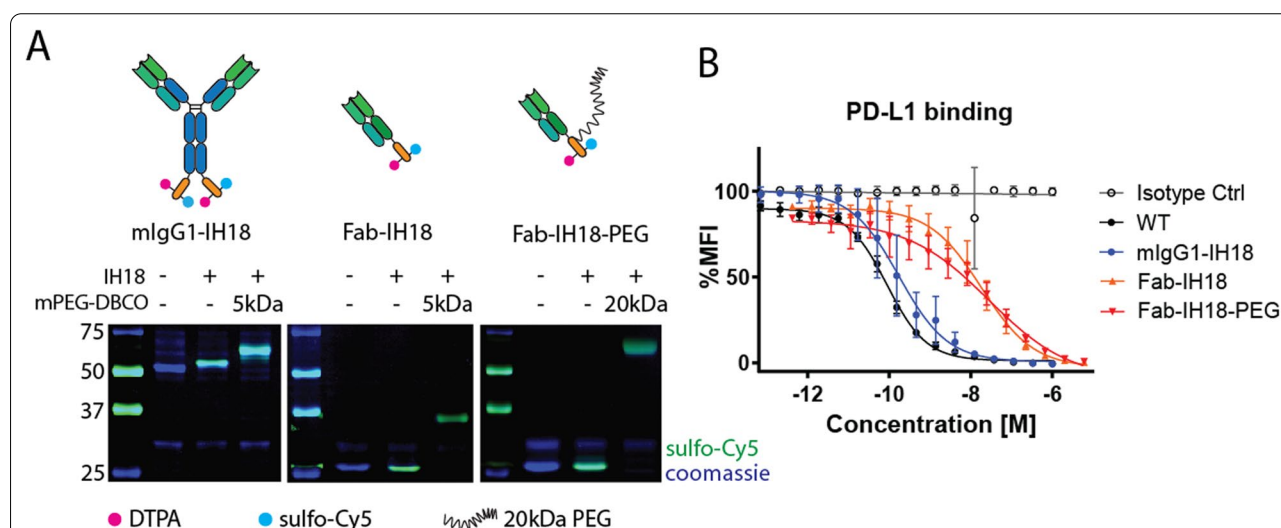 A
mIgG1-IH18
Fab-IH18
Fab-IH18-PEG
IH18 - + + - + + - + +
mPEG-DBCO - - 5kDa - - 5kDa - - 20kDa
75
50
37
25
sulfo-Cy5
coomassie
DTPA
sulfo-Cy5
20kDa PEG
B
PD-L1 binding
%MFI
100
50
0
-12 -10 -8 -6
Concentration [M]
Isotype Ctrl
WT
mIgG1-IH18
Fab-IH18
Fab-IH18-PEG